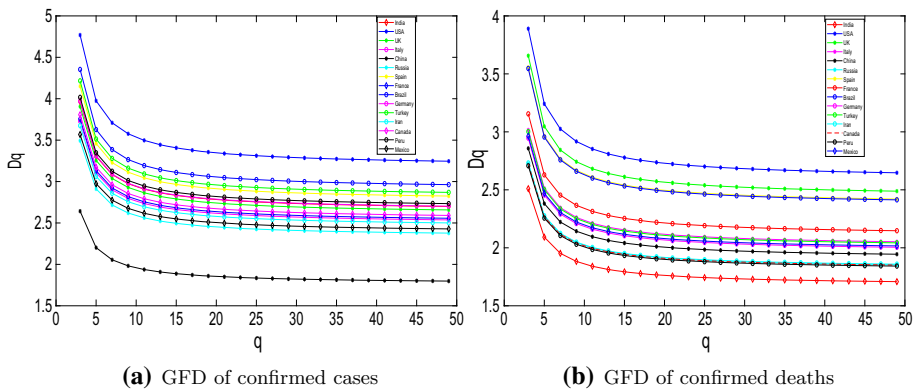 5
4.5
4
3.5
3
2.5
2
1.5
Dq
0 5 10 15 20 25 30 35 40 45 50
q
India
USA
UK
Italy
China
Russia
Spain
France
Brazil
Germany
Turkey
Iran
Canada
Peru
Mexico
(a) GFD of confirmed cases
4
3.5
3
2.5
2
1.5
Dq
0 5 10 15 20 25 30 35 40 45 50
q
India
USA
UK
Italy
China
Russia
Spain
France
Brazil
Germany
Turkey
Iran
Canada
Peru
Mexico
(b) GFD of confirmed deaths